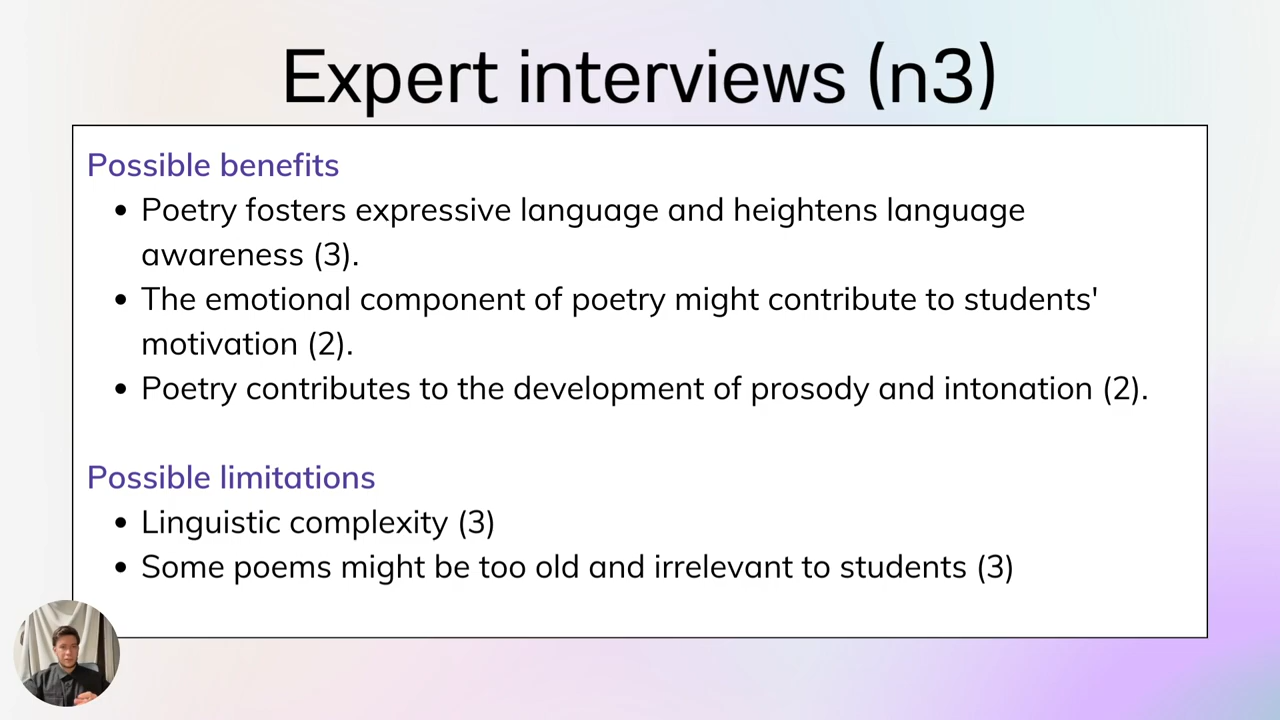 Expert interviews (n3)
Possible benefits
• Poetry fosters expressive language and heightens language
awareness (3).
• The emotional component of poetry might contribute to students'
motivation (2).
• Poetry contributes to the development of prosody and intonation (2).
Possible limitations
• Linguistic complexity (3)
• Some poems might be too old and irrelevant to students (3)